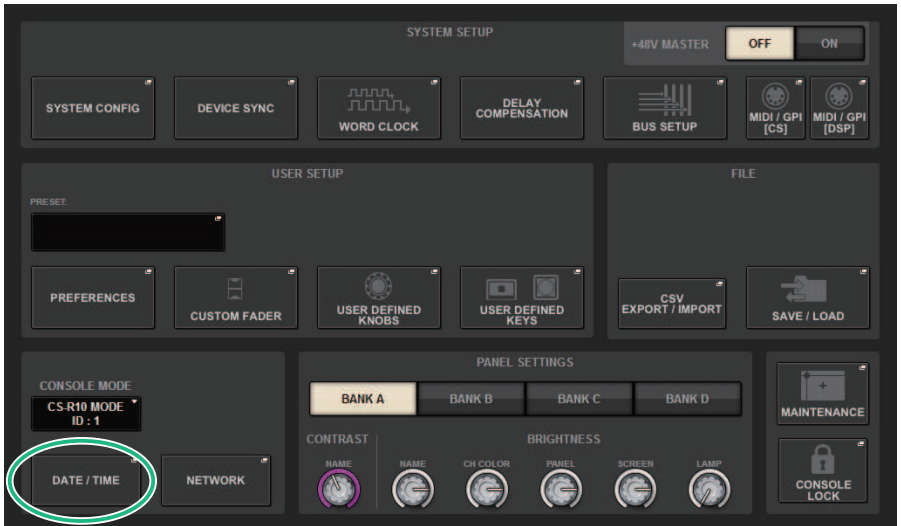 SYSTEM SETUP
+48V MASTER
OFF
ON
SYSTEM CONFIG
DEVICE SYNC
WORD CLOCK
DELAY
COMPENSATION
BUS SETUP
MIDI / GPI
[CS]
MIDI / GPI
[DSP]
USER SETUP
PRESET:
PREFERENCES
CUSTOM FADER
USER DEFINED
KNOBS
USER DEFINED
KEYS
FILE
CSV
EXPORT / IMPORT
SAVE / LOAD
CONSOLE MODE
CS-R10 MODE
ID : 1
DATE / TIME
NETWORK
PANEL SETTINGS
BANK A
BANK B
BANK C
BANK D
CONTRAST
BRIGHTNESS
NAME
NAME
CH COLOR
PANEL
SCREEN
LAMP
MAINTENANCE
CONSOLE
LOCK